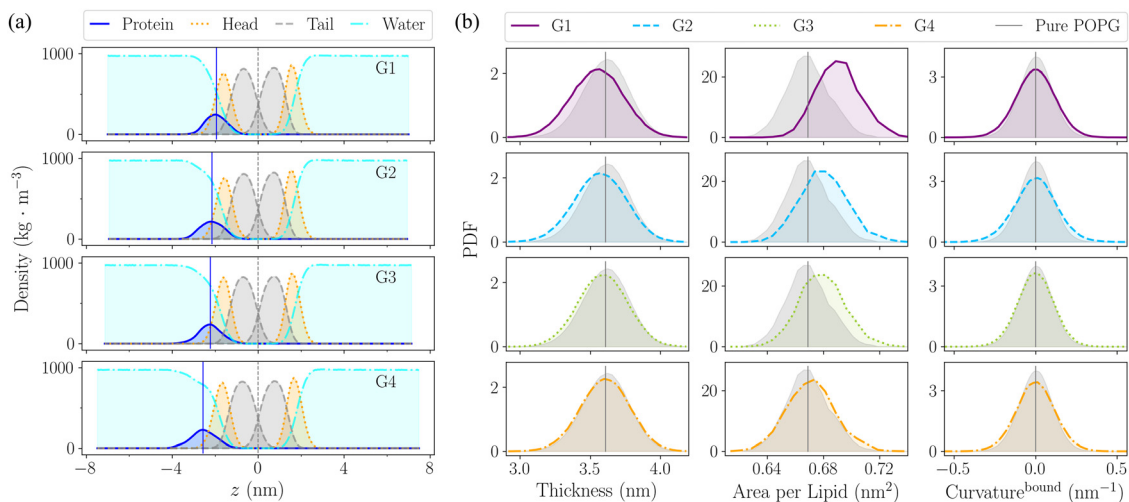 (a)
Protein Head Tail Water
1000
0
G1
1000
0
G2
1000
0
G3
1000
0
G4
−8 −4 0 4 8
z (nm)
Density (kg · m⁻³)
(b)
G1 G2 G3 G4 Pure POPG
2
0
20
0
3
0
2
0
20
0
3
0
2
0
20
0
3
0
2
0
20
0
3
0
3.0 3.5 4.0
0.64 0.68 0.72
−0.5 0.0 0.5
Thickness (nm)
Area per Lipid (nm²)
Curvatureᵇᵒᵘⁿᵈ (nm⁻¹)
PDF